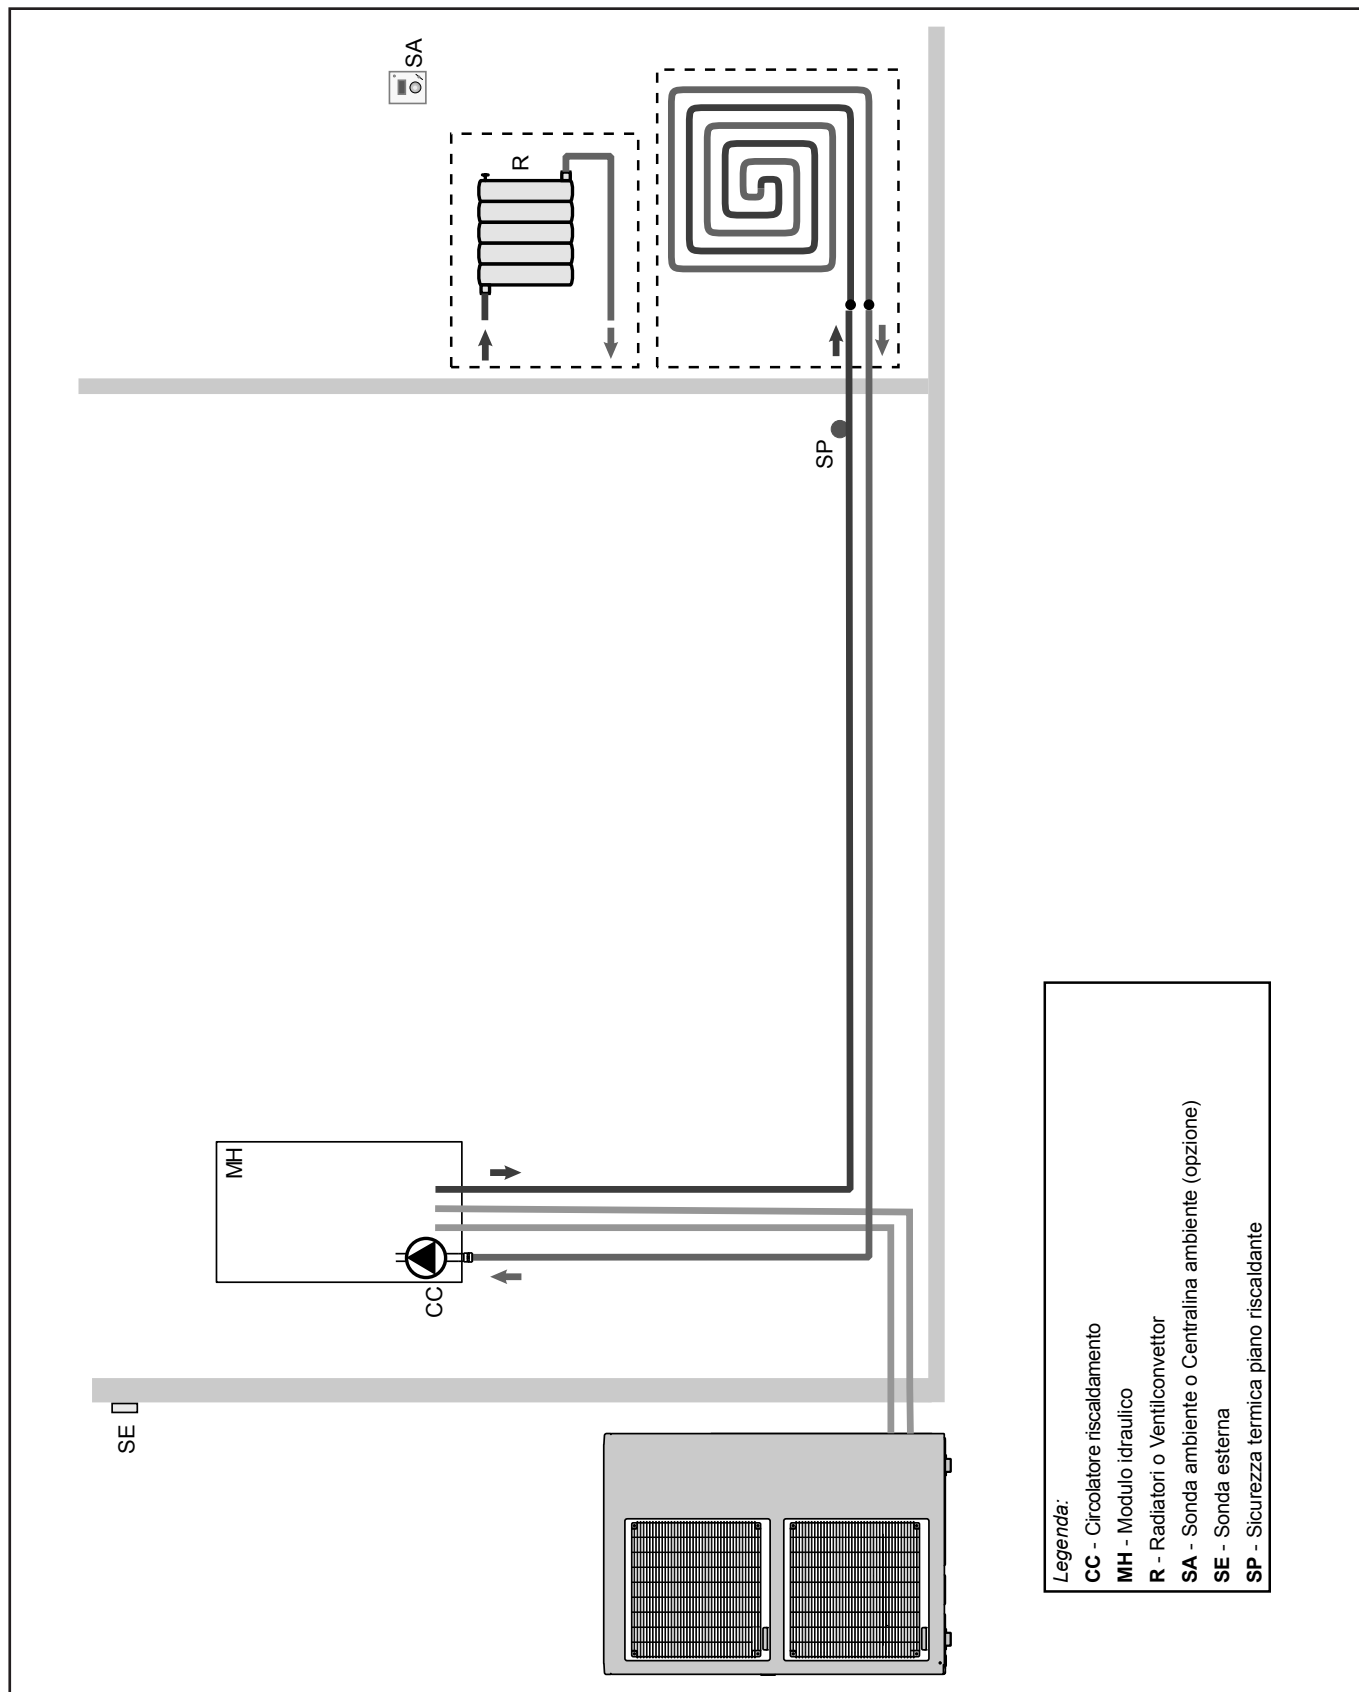 SA
R
SP
MH
CC
SE
Legenda:
CC - Circolatore riscaldamento
MH - Modulo idraulico
R - Radiatori o Ventilconvettor
SA - Sonda ambiente o Centralina ambiente (opzione)
SE - Sonda esterna
SP - Sicurezza termica piano riscaldante